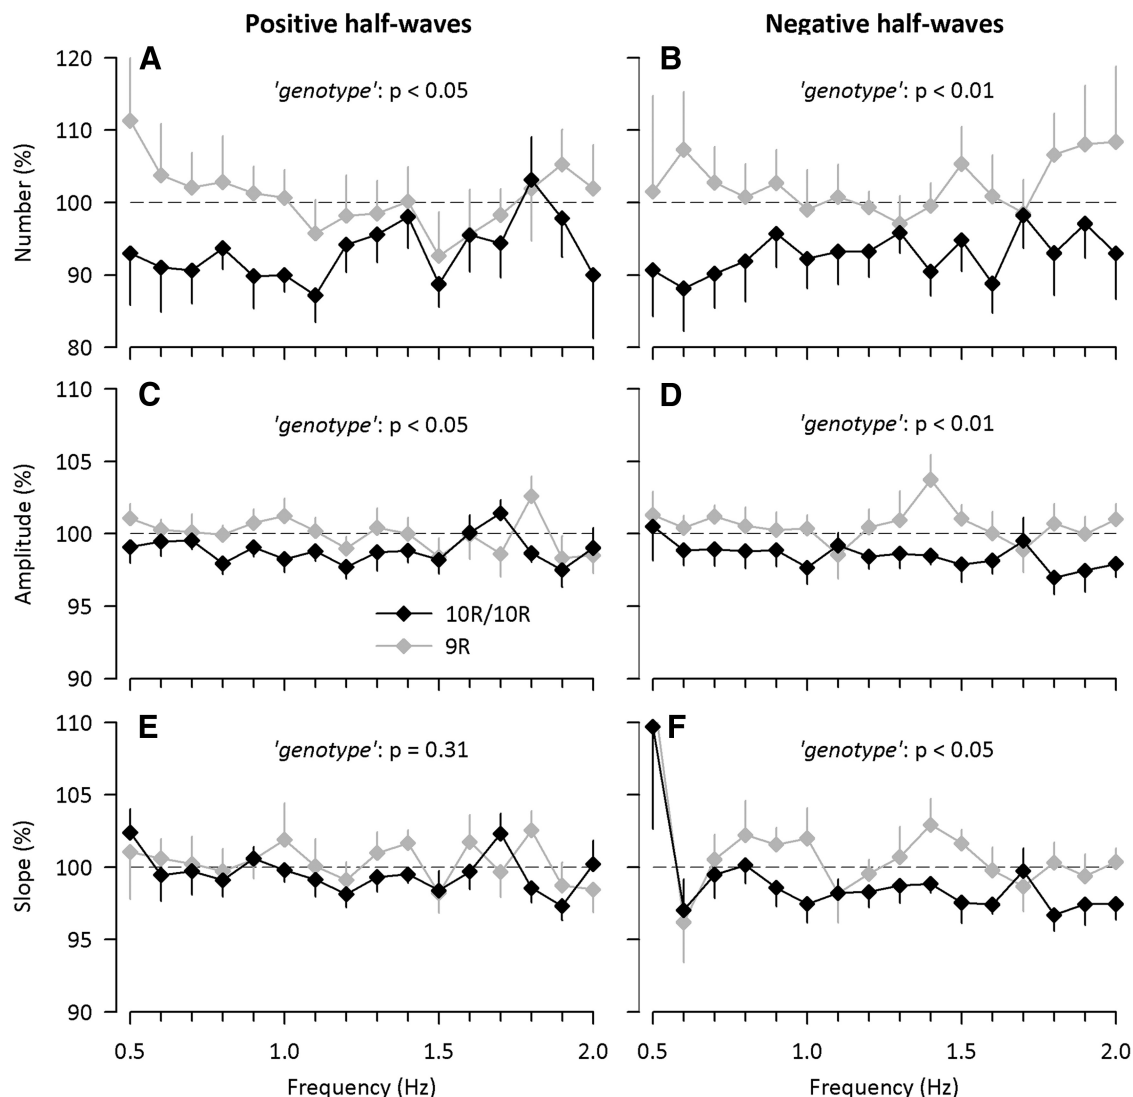 Positive half-waves
Negative half-waves
A
'genotype': p < 0.05
Number (%)
120
110
100
90
80
B
'genotype': p < 0.01
C
'genotype': p < 0.05
Amplitude (%)
110
105
100
95
90
10R/10R
9R
D
'genotype': p < 0.01
E
'genotype': p = 0.31
Slope (%)
110
105
100
95
90
0.5 1.0 1.5 2.0
Frequency (Hz)
F
'genotype': p < 0.05
0.5 1.0 1.5 2.0
Frequency (Hz)